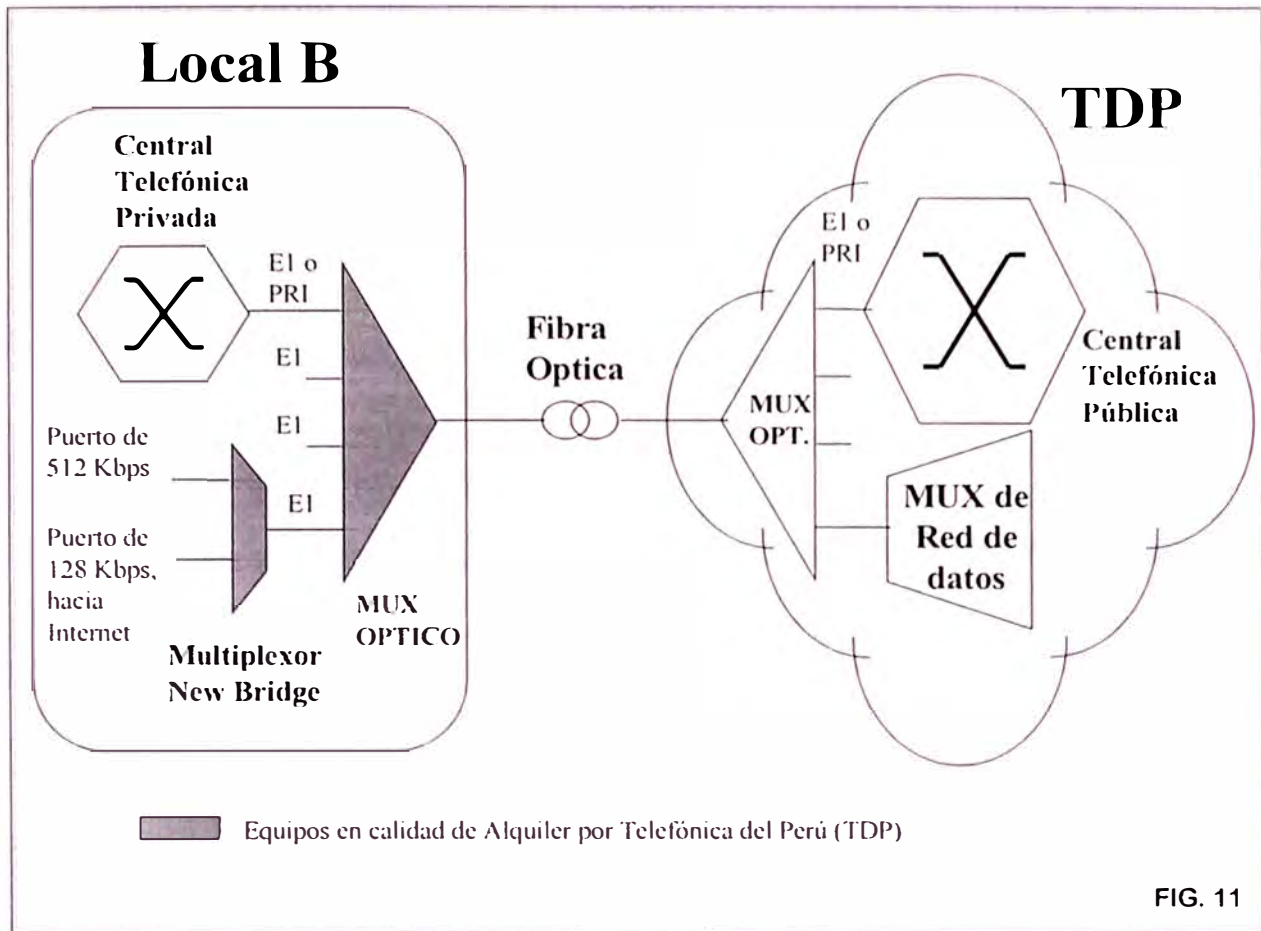 Local B
TDP
Central
Telefónica
Privada
E1 o
PRI
E1
E1
E1
Puerto de
512 Kbps
Puerto de
128 Kbps,
hacia
Internet
Multiplexor
New Bridge
MUX
OPTICO
Fibra
Optica
E1 o
PRI
MUX
OPT.
Central
Telefónica
Pública
MUX de
Red de
datos
Equipos en calidad de Alquiler por Telefónica del Perú (TDP)
FIG. 11